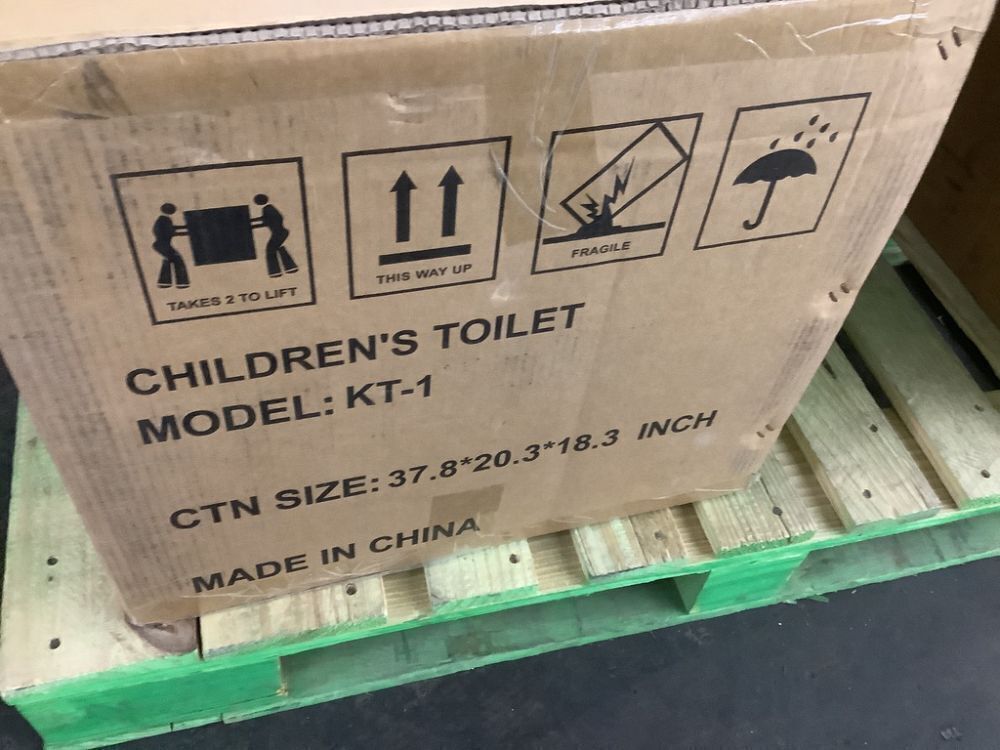 TAKES 2 TO LIFT
THIS WAY UP
FRAGILE
CHILDREN'S TOILET
MODEL: KT-1
CTN SIZE: 37.8*20.3*18.3 INCH
MADE IN CHINA